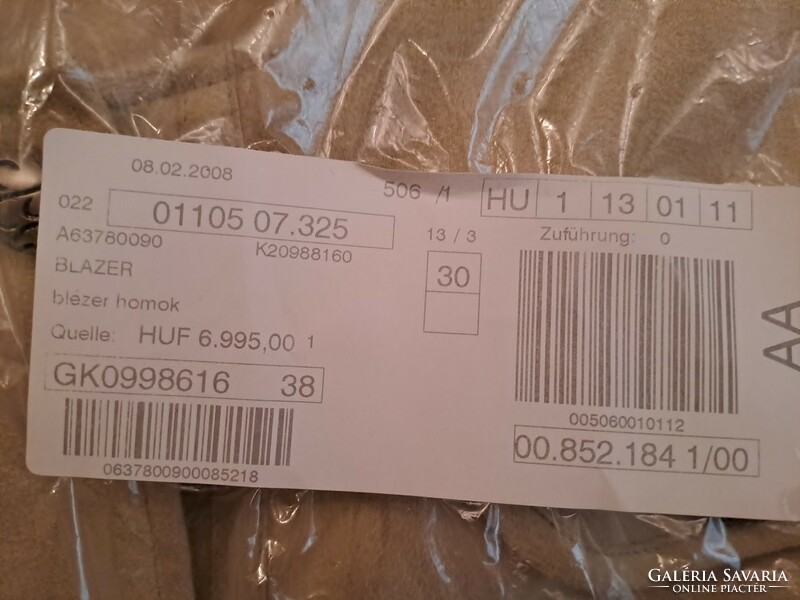 08.02.2008
506 /1 HU 1 13 01 11
022 01105 07.325
13 / 3 Zuführung: 0
A63780090 K20988160
30
BLAZER
blézer homok
Quelle: HUF 6.995,00 1
GK0998616 38
005060010112
00.852.184 1/00
0637800900085218
AA
GALÉRIA SAVARIA
ONLINE PIACTÉR